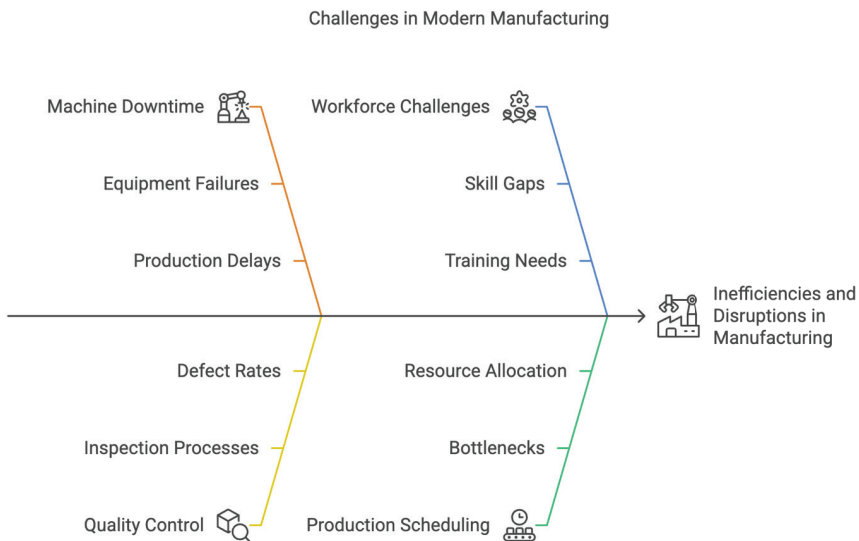 Challenges in Modern Manufacturing
Machine Downtime
Equipment Failures
Production Delays
Workforce Challenges
Skill Gaps
Training Needs
Inefficiencies and
Disruptions in
Manufacturing
Defect Rates
Inspection Processes
Quality Control
Resource Allocation
Bottlenecks
Production Scheduling